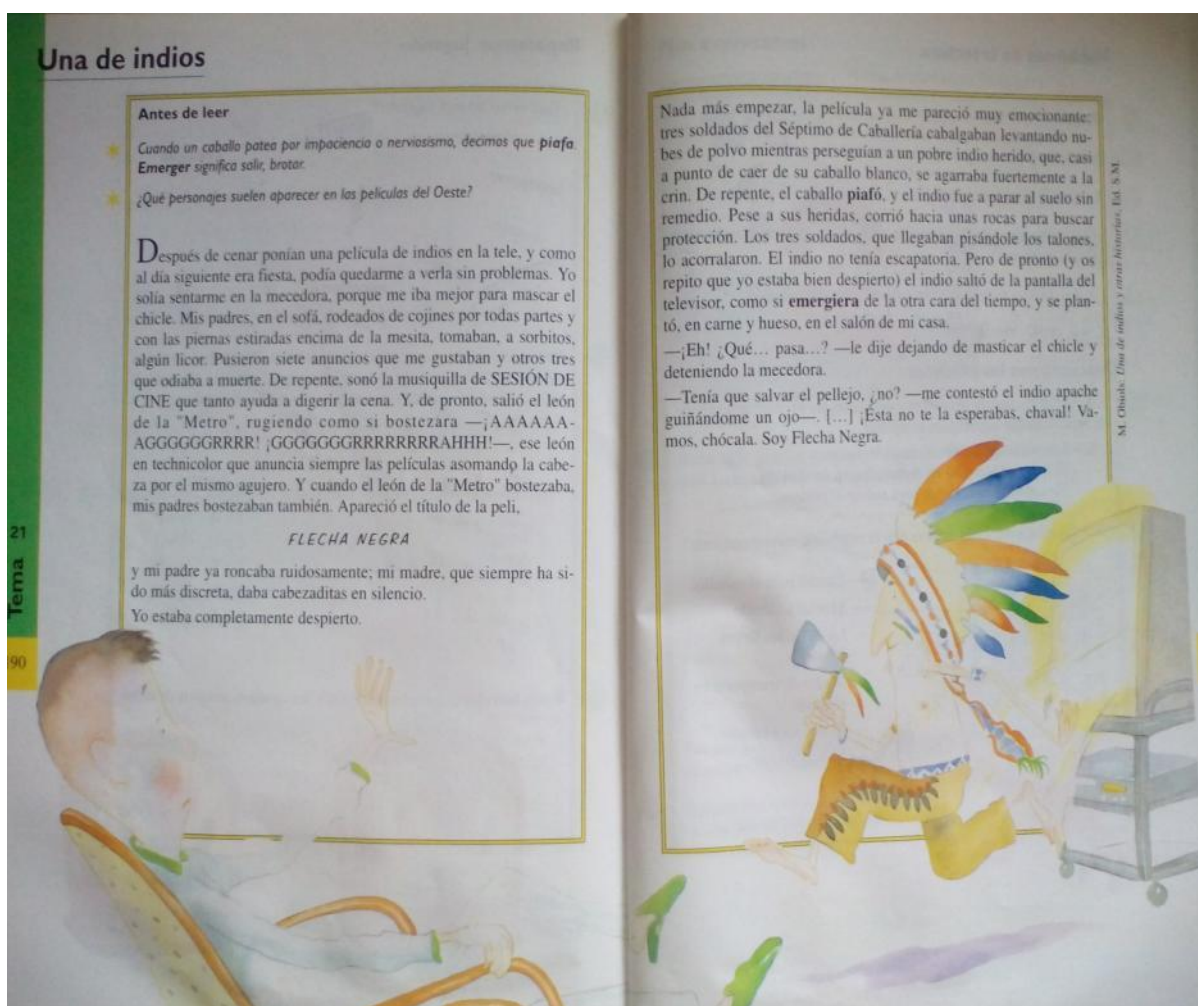 Una de indios
Antes de leer
Cuando un caballo patea por impaciencia o nerviosismo, decimos que piafa.
Emerger significa salir, brotar.
¿Qué personajes suelen aparecer en las películas del Oeste?
Después de cenar ponían una película de indios en la tele, y como
al día siguiente era fiesta, podía quedarme a verla sin problemas. Yo
solía sentarme en la mecedora, porque me iba mejor para mascar el
chicle. Mis padres, en el sofá, rodeados de cojines por todas partes y
con las piernas estiradas encima de la mesita, tomaban, a sorbitos,
algún licor. Pusieron siete anuncios que me gustaban y otros tres
que odiaba a muerte. De repente, sonó la musiquilla de SESIÓN DE
CINE que tanto ayuda a digerir la cena. Y, de pronto, salió el león
de la "Metro", rugiendo como si bostezara —¡AAAAAA-
AGGGGGGRRRR! ¡GGGGGGGRRRRRRRRAHHH!—, ese león
en technicolor que anuncia siempre las películas asomando la cabe-
za por el mismo agujero. Y cuando el león de la "Metro" bostezaba,
mis padres bostezaban también. Apareció el título de la peli,
FLECHA NEGRA
y mi padre ya roncaba ruidosamente; mi madre, que siempre ha si-
do más discreta, daba cabezaditas en silencio.
Yo estaba completamente despierto.
21
Tema
90
Nada más empezar, la película ya me pareció muy emocionante:
tres soldados del Séptimo de Caballería cabalgaban levantando nu-
bes de polvo mientras perseguían a un pobre indio herido, que, casi
a punto de caer de su caballo blanco, se agarraba fuertemente a la
crin. De repente, el caballo piafó, y el indio fue a parar al suelo sin
remedio. Pese a sus heridas, corrió hacia unas rocas para buscar
protección. Los tres soldados, que llegaban pisándole los talones,
lo acorralaron. El indio no tenía escapatoria. Pero de pronto (y os
repito que yo estaba bien despierto) el indio saltó de la pantalla del
televisor, como si emergiera de la otra cara del tiempo, y se plan-
tó, en carne y hueso, en el salón de mi casa.
—¡Eh! ¿Qué... pasa...? —le dije dejando de masticar el chicle y
deteniendo la mecedora.
—Tenía que salvar el pellejo, ¿no? —me contestó el indio apache
guiñándome un ojo—. [...] ¡Ésta no te la esperabas, chaval! Va-
mos, chócala. Soy Flecha Negra.
M. Obiols: Una de indios y otras historias, Ed. S.M.